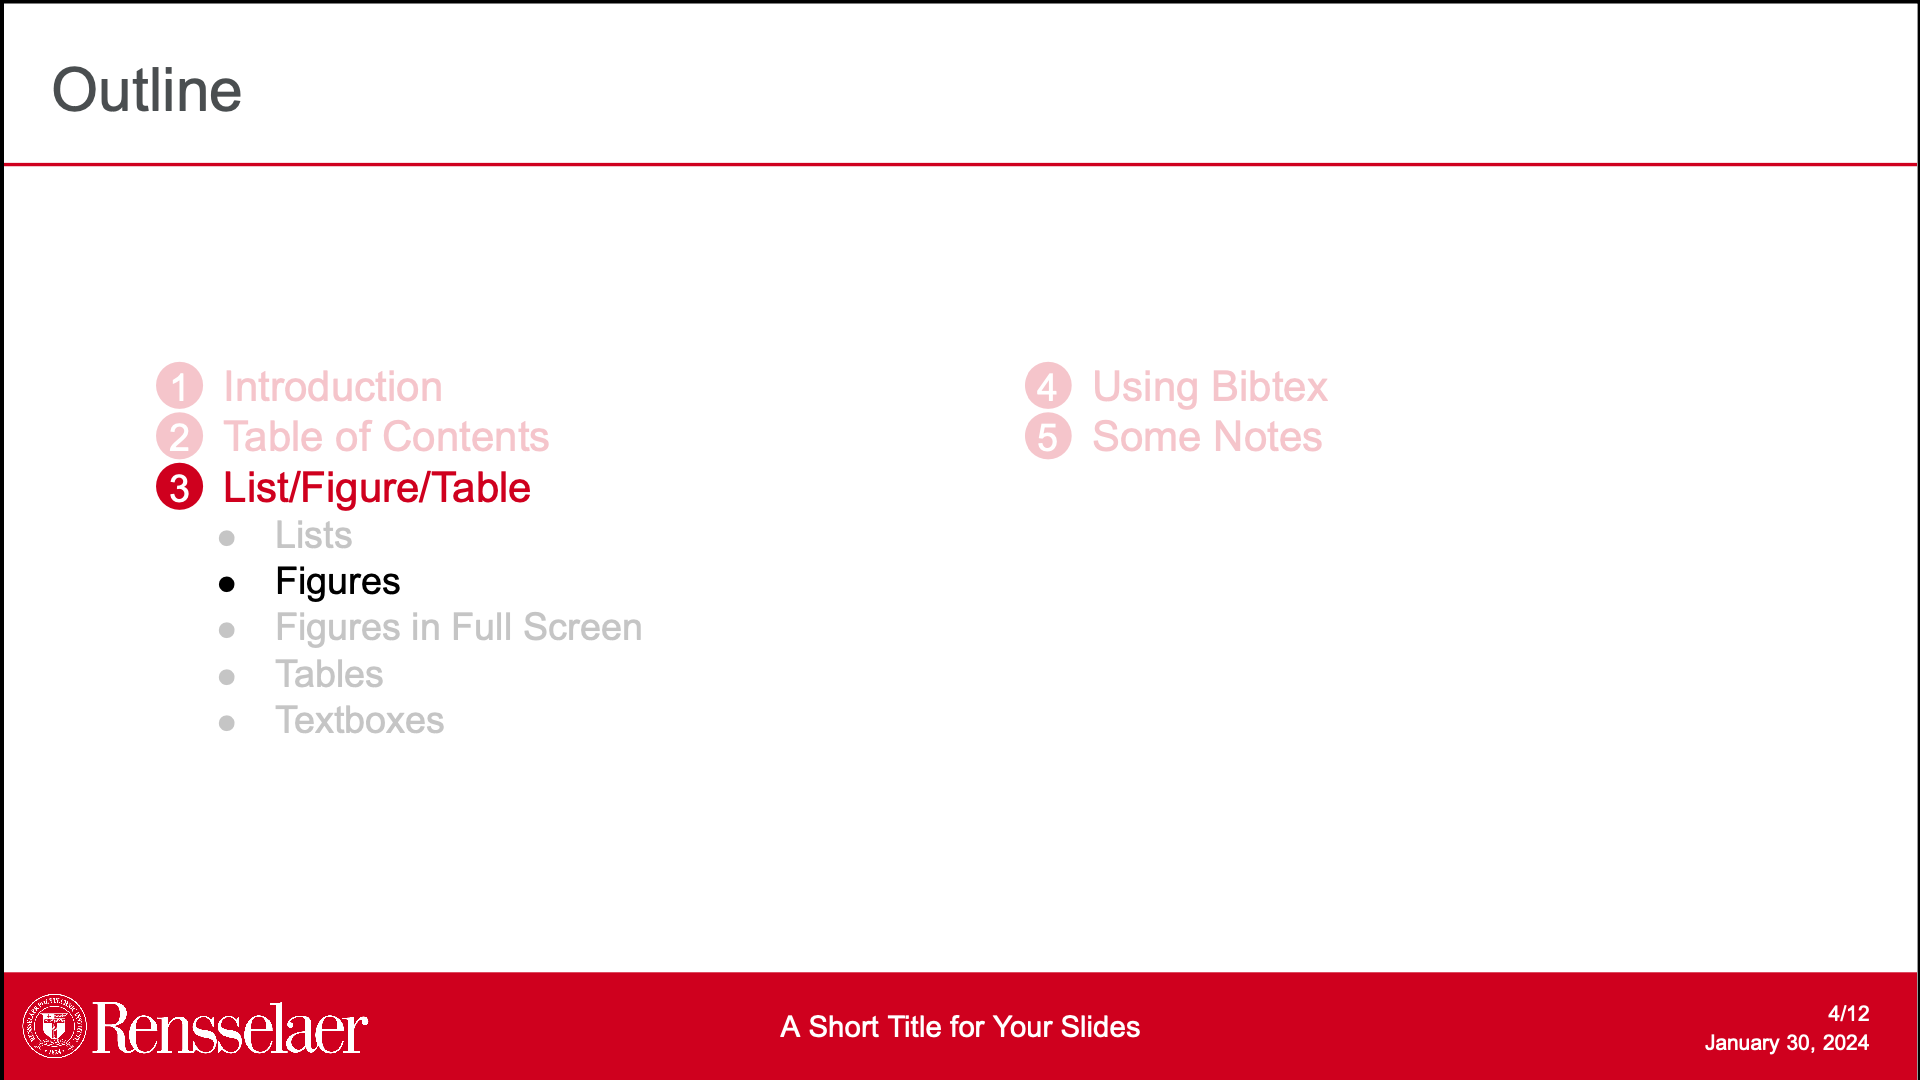 Outline
1 Introduction
2 Table of Contents
3 List/Figure/Table
● Lists
● Figures
● Figures in Full Screen
● Tables
● Textboxes
4 Using Bibtex
5 Some Notes
Rensselaer
A Short Title for Your Slides
4/12
January 30, 2024